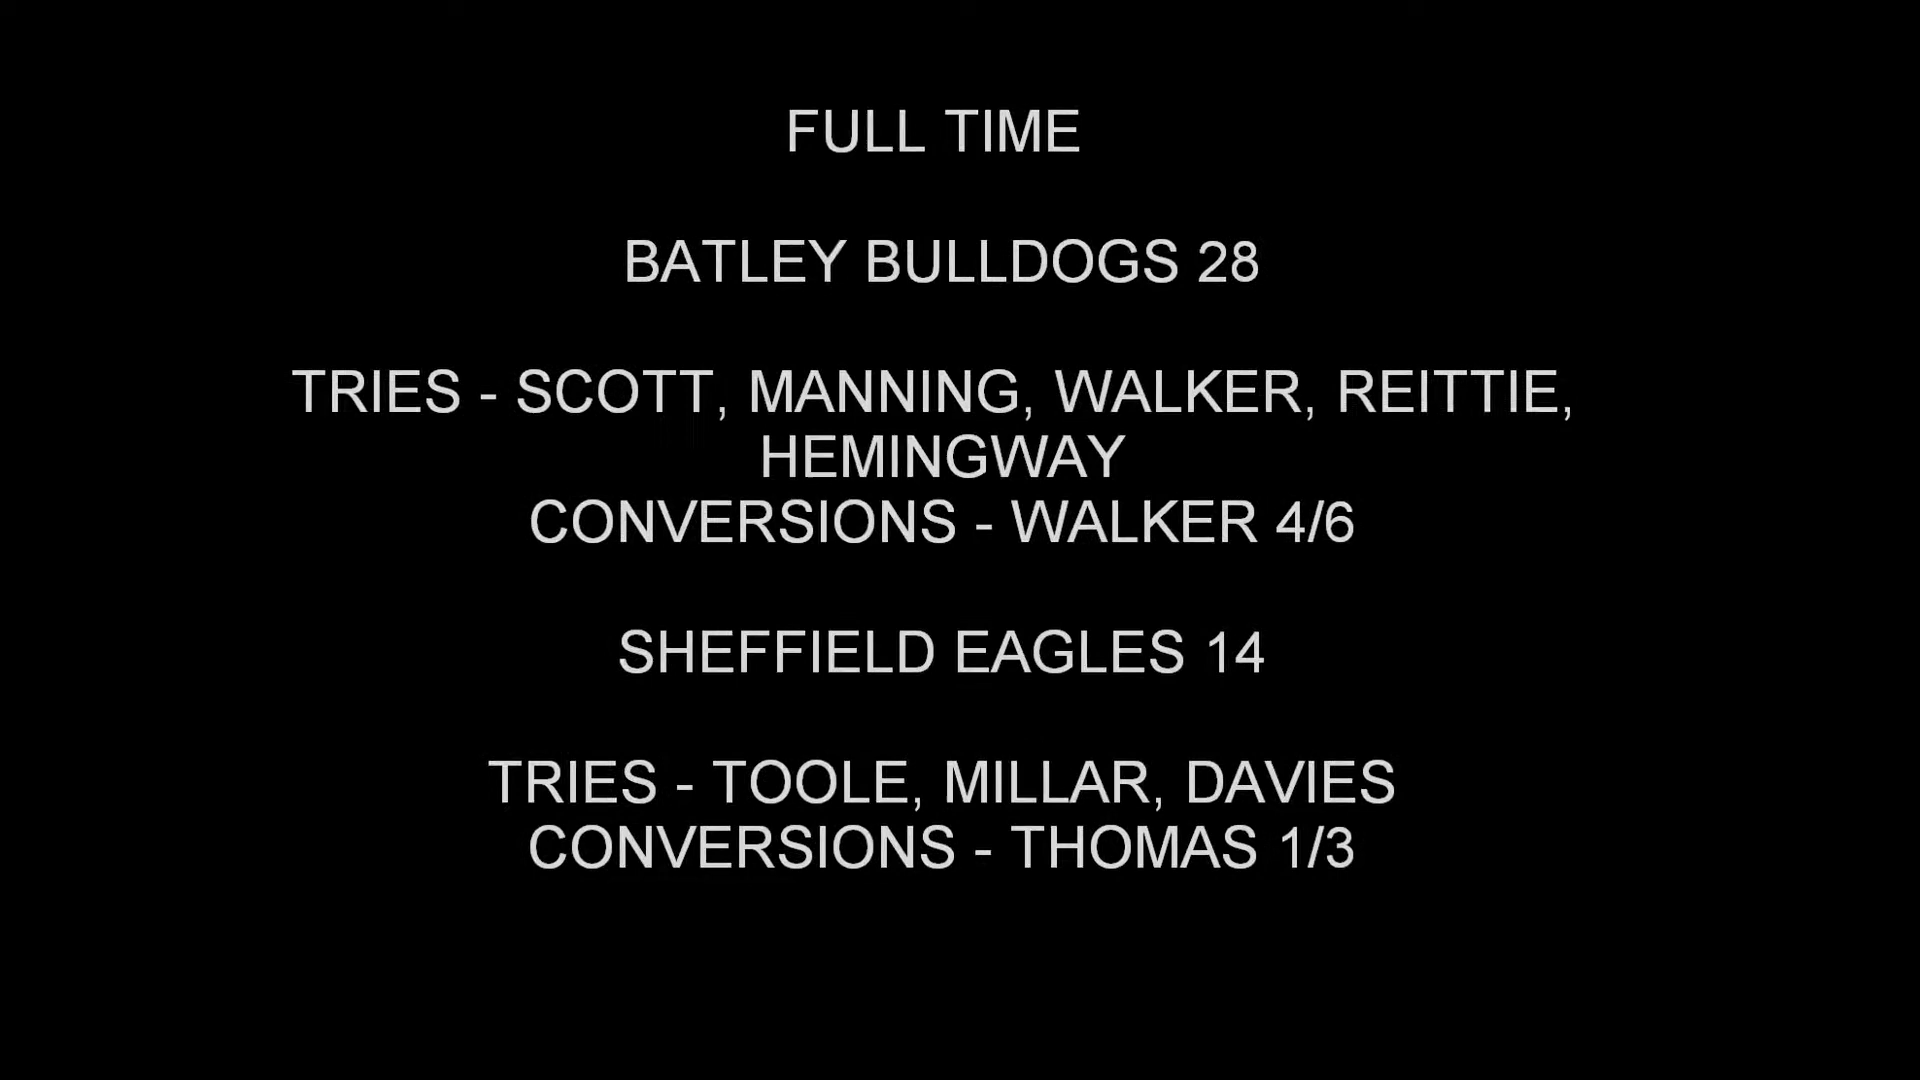 FULL TIME
BATLEY BULLDOGS 28
TRIES - SCOTT, MANNING, WALKER, REITTIE,
HEMINGWAY
CONVERSIONS - WALKER 4/6
SHEFFIELD EAGLES 14
TRIES - TOOLE, MILLAR, DAVIES
CONVERSIONS - THOMAS 1/3